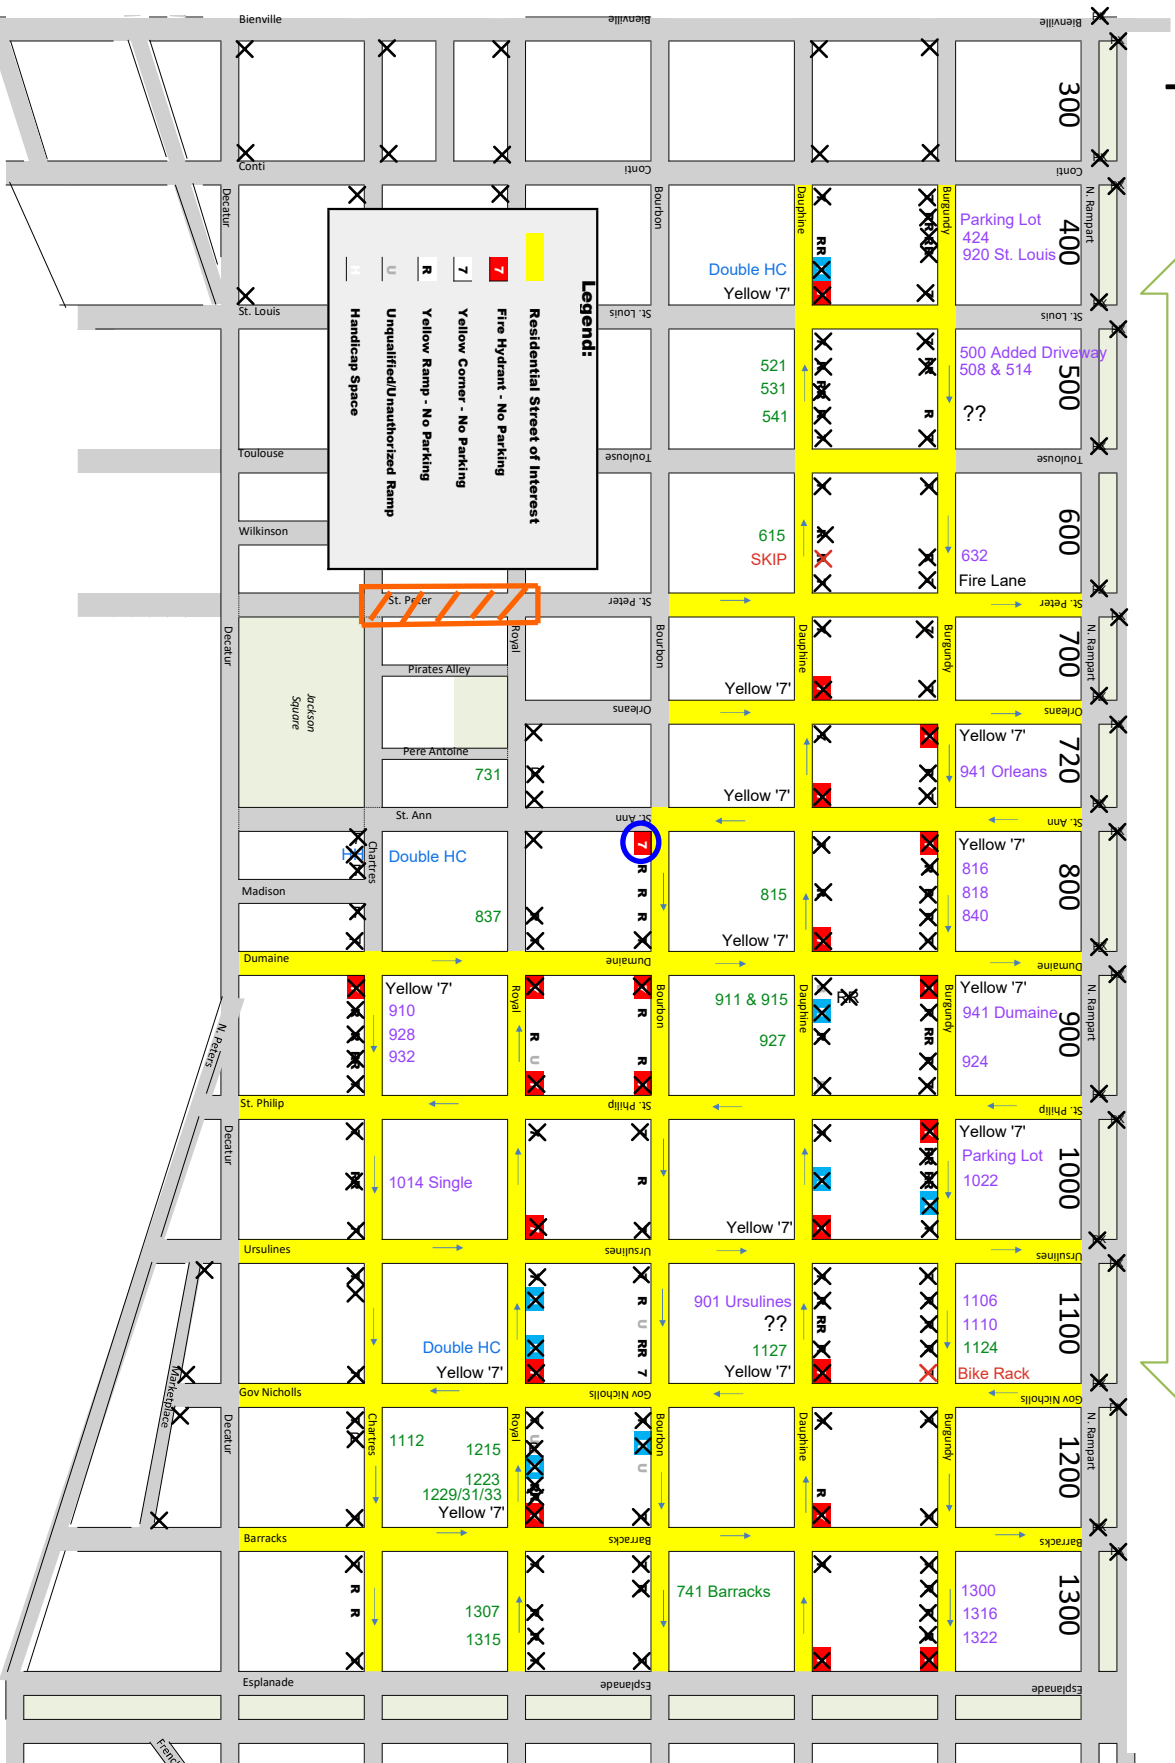 Bienville
Bienville
Bienville
300
Conti
Conti
Conti
Decatur
Bourbon
Dauphine
Burgundy
N. Rampart
400
RR
Parking Lot
424
920 St. Louis
Double HC
Yellow '7'
St. Louis
St. Louis
St. Louis
Legend:
Residential Street of Interest
7 Fire Hydrant - No Parking
7 Yellow Corner - No Parking
R Yellow Ramp - No Parking
U Unqualified/Unauthorized Ramp
H Handicap Space
500 Added Driveway
508 & 514
500
521
531
541
R
??
Toulouse
Toulouse
Toulouse
Wilkinson
600
615
SKIP
632
Fire Lane
St. Peter
St. Peter
St. Peter
Decatur
Royal
Bourbon
Dauphine
Burgundy
N. Rampart
700
Pirates Alley
Jackson
Square
Yellow '7'
Orleans
Orleans
Pere Antoine
731
Yellow '7'
720
941 Orleans
Yellow '7'
St. Ann
St. Ann
St. Ann
Chartres
Double HC
7
R
R
R
Yellow '7'
816
818
840
800
815
837
Madison
Yellow '7'
Dumaine
Dumaine
Dumaine
Yellow '7'
910
928
932
Royal
R
U
R
R
Bourbon
911 & 915
927
Dauphine
RR
Burgundy
RR
Yellow '7'
941 Dumaine
924
900
N. Rampart
N. Peters
St. Philip
St. Philip
St. Philip
Decatur
1014 Single
R
Yellow '7'
Parking Lot
1022
1000
Yellow '7'
Ursulines
Ursulines
Ursulines
Double HC
Yellow '7'
R
U
RR
7
901 Ursulines
??
1127
Yellow '7'
RR
1106
1110
1124
Bike Rack
1100
Marketplace
Gov Nicholls
Gov Nicholls
Gov Nicholls
Decatur
Chartres
1112
1215
1223
1229/31/33
Yellow '7'
Royal
U
Bourbon
U
Dauphine
R
Burgundy
N. Rampart
1200
Barracks
Barracks
Barracks
R
R
1307
1315
741 Barracks
1300
1316
1322
1300
Esplanade
Esplanade
Esplanade